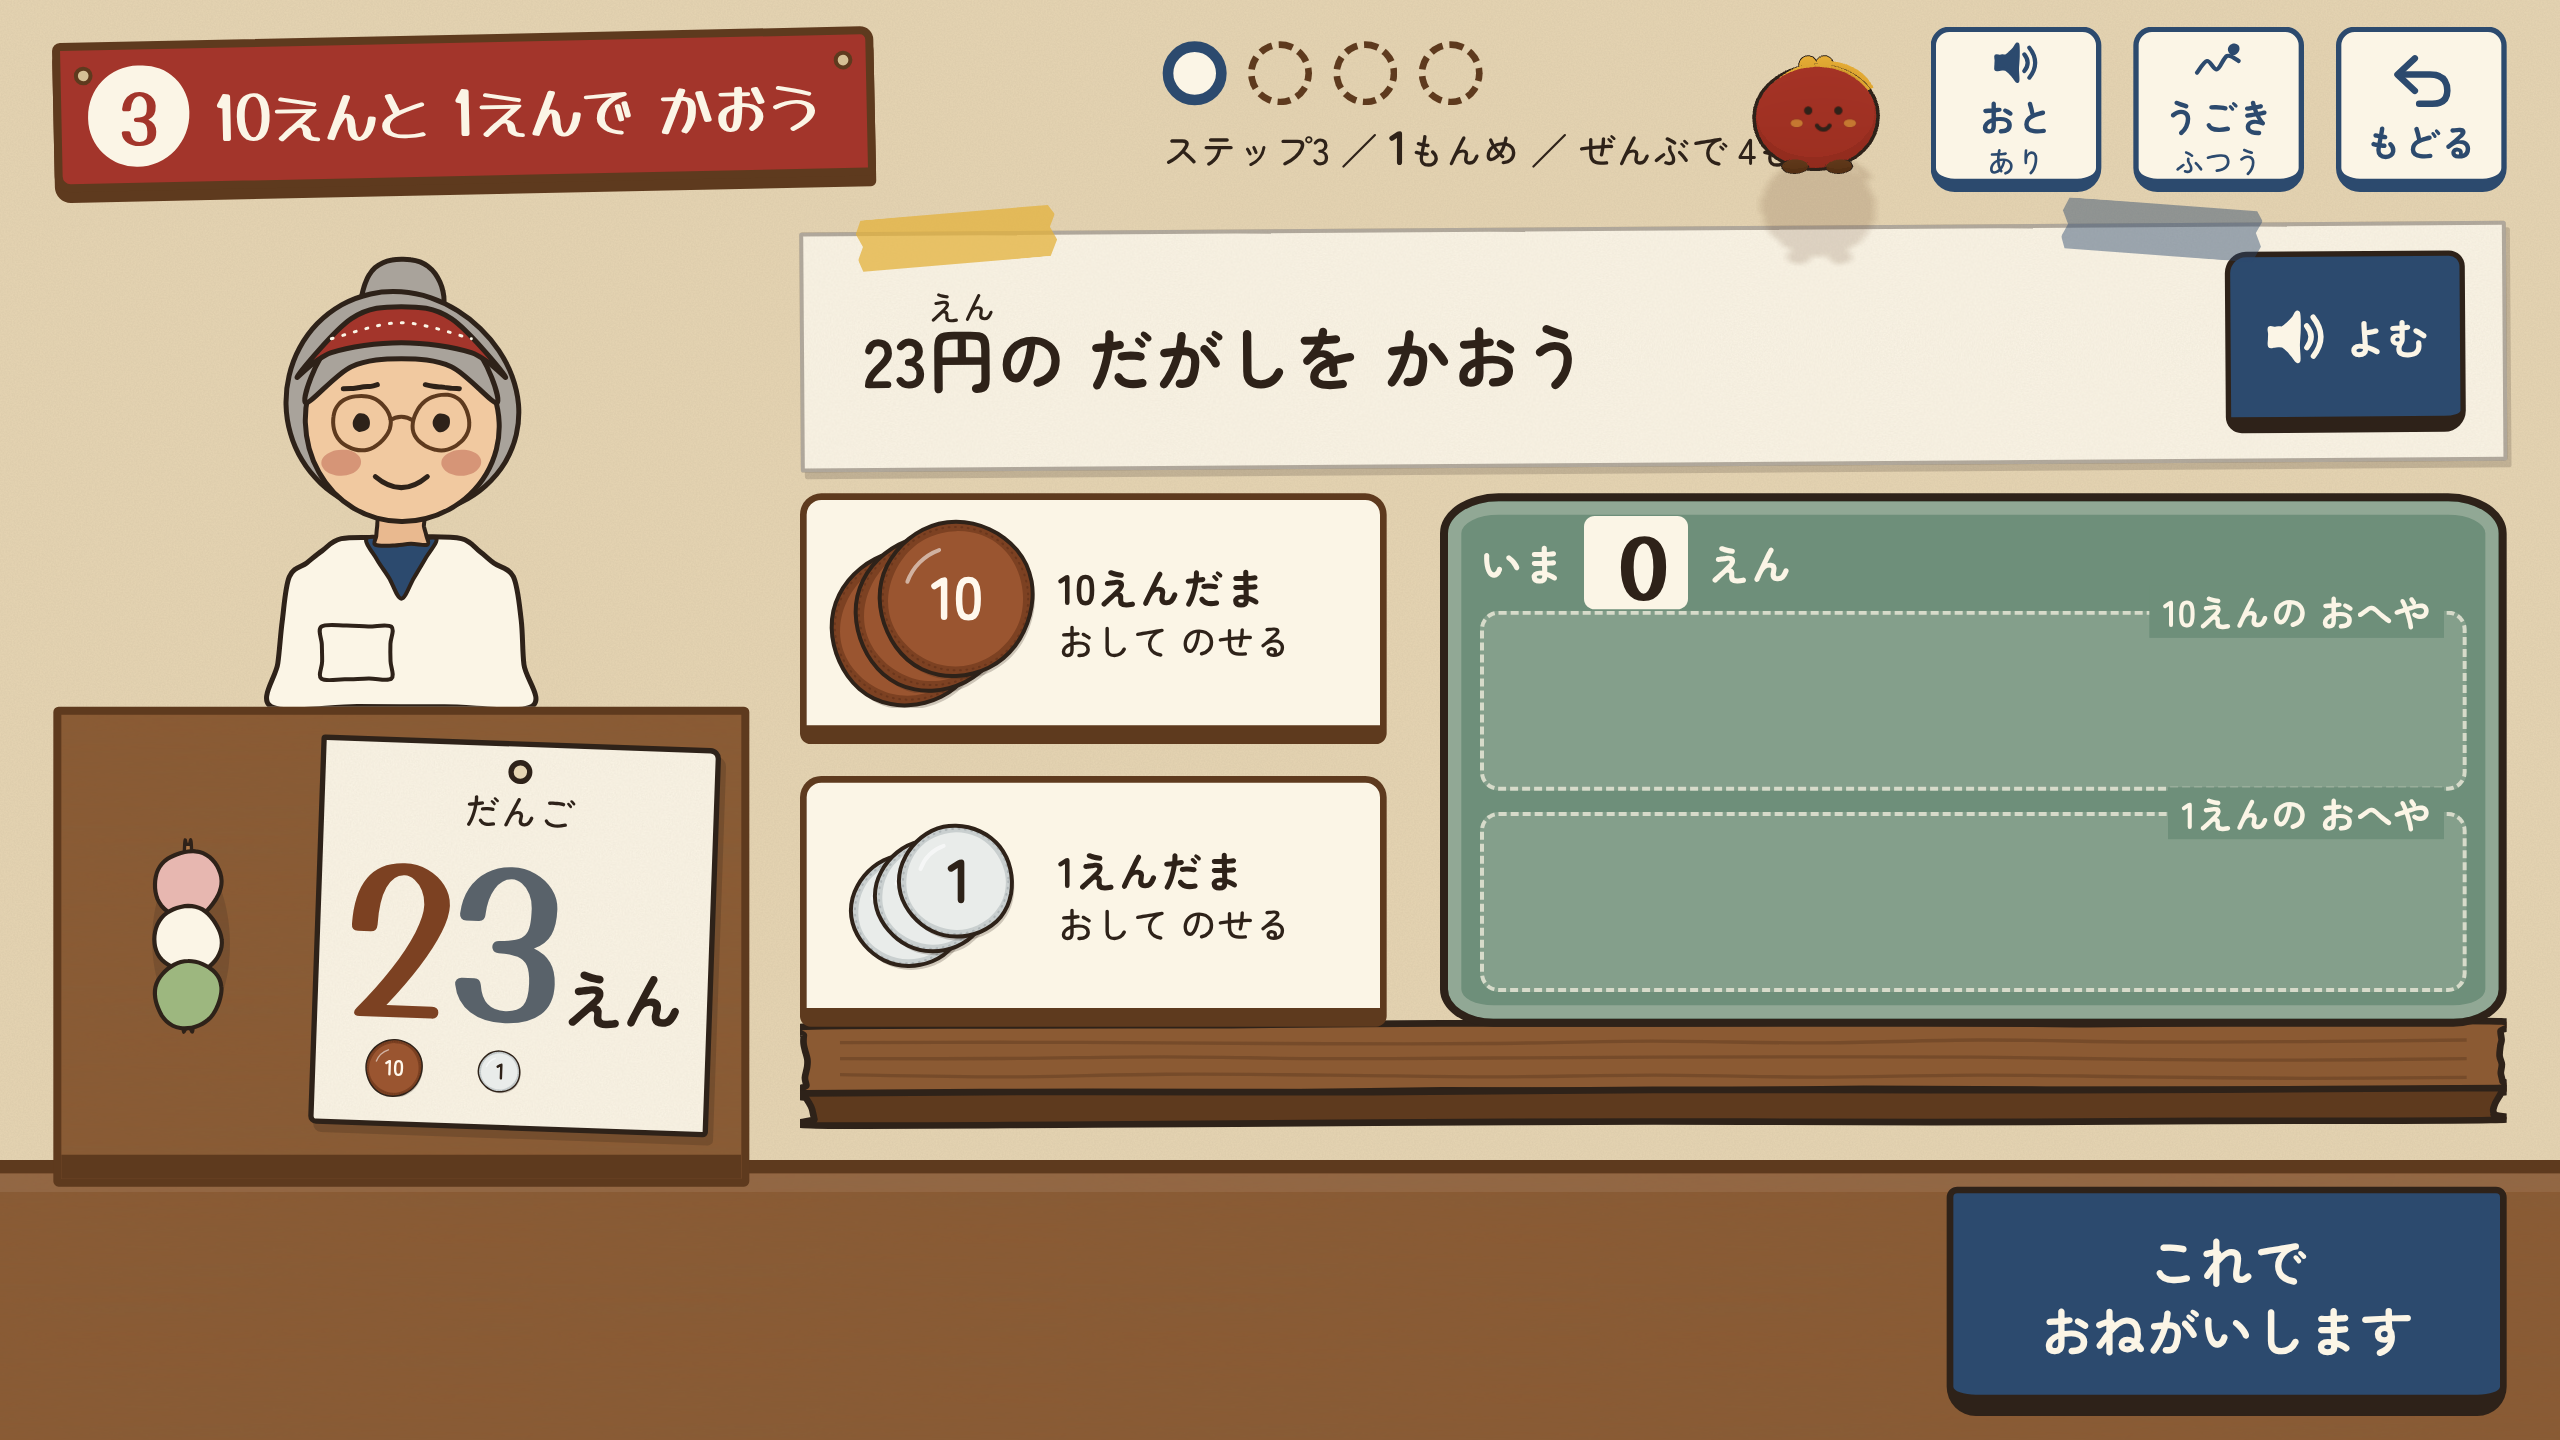 3 10えんと 1えんで かおう
ステップ3 ／ 1もんめ ／ ぜんぶで 4
おと
あり
うごき
ふつう
もどる
えん
23円の だがしを かおう
よむ
10
10えんだま
おして のせる
1
1えんだま
おして のせる
いま 0 えん
10えんの おへや
1えんの おへや
だんご
23えん
10 1
これで
おねがいします